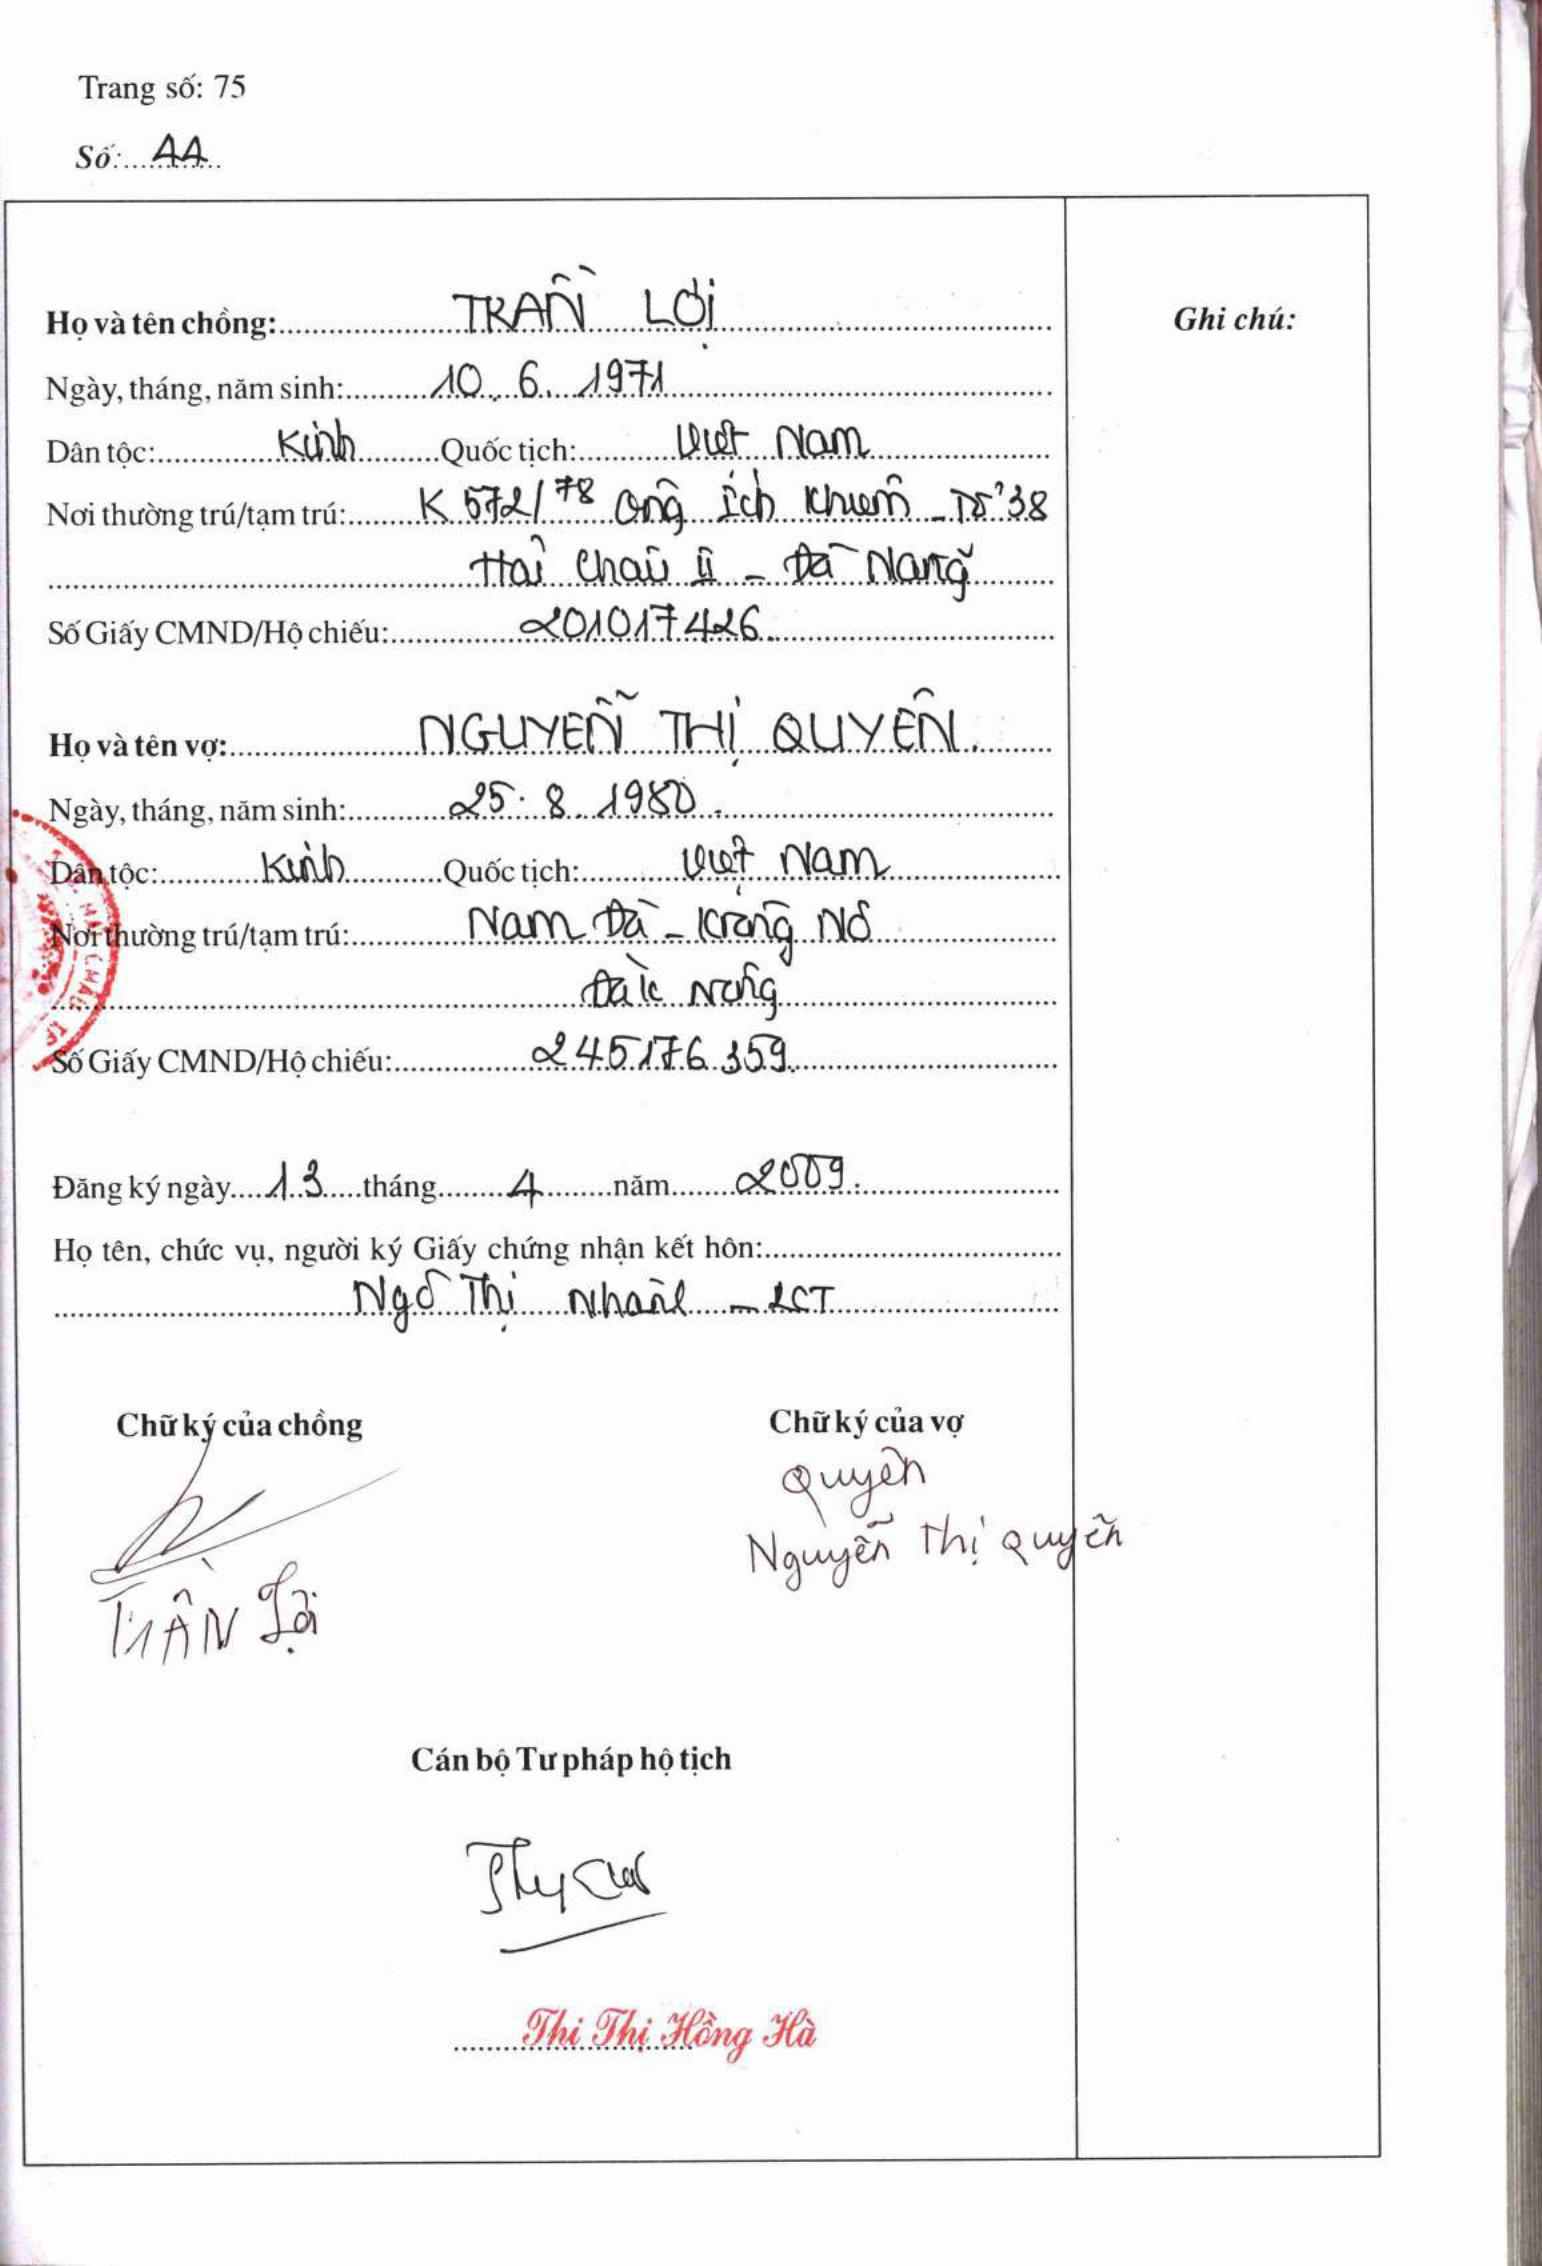 Trang số: 75
Số: 44
Họ và tên chồng: TRẦN LỢI
Ghi chú:
Ngày, tháng, năm sinh: 10. 6. 1971
Dân tộc: Kinh Quốc tịch: Việt Nam
Nơi thường trú/tạm trú: K 572/78 Ông Ích Khiêm - Tổ 38
Hải Châu II - Đà Nẵng
Số Giấy CMND/Hộ chiếu: 201017426
Họ và tên vợ: NGUYỄN THỊ QUYÊN
Ngày, tháng, năm sinh: 25. 8. 1980
Dân tộc: Kinh Quốc tịch: Việt Nam
Nơi thường trú/tạm trú: Nam Đà - Krông Nô
Đăk Nông
Số Giấy CMND/Hộ chiếu: 245176359
Đăng ký ngày 13 tháng 4 năm 2009
Họ tên, chức vụ, người ký Giấy chứng nhận kết hôn:
Ngô Thị - PCT
Chữ ký của chồng
Chữ ký của vợ
Quyên
Nguyễn Thị Quyên
TRẦN Lợi
Cán bộ Tư pháp hộ tịch
Thi Thị Hồng Hà